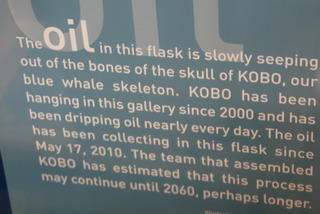 The oil in this flask is slowly seeping
out of the bones of the skull of KOBO, our
blue whale skeleton. KOBO has been
hanging in this gallery since 2000 and has
been dripping oil nearly every day. The oil
has been collecting in this flask since
May 17, 2010. The team that assembled
KOBO has estimated that this process
may continue until 2060, perhaps longer.